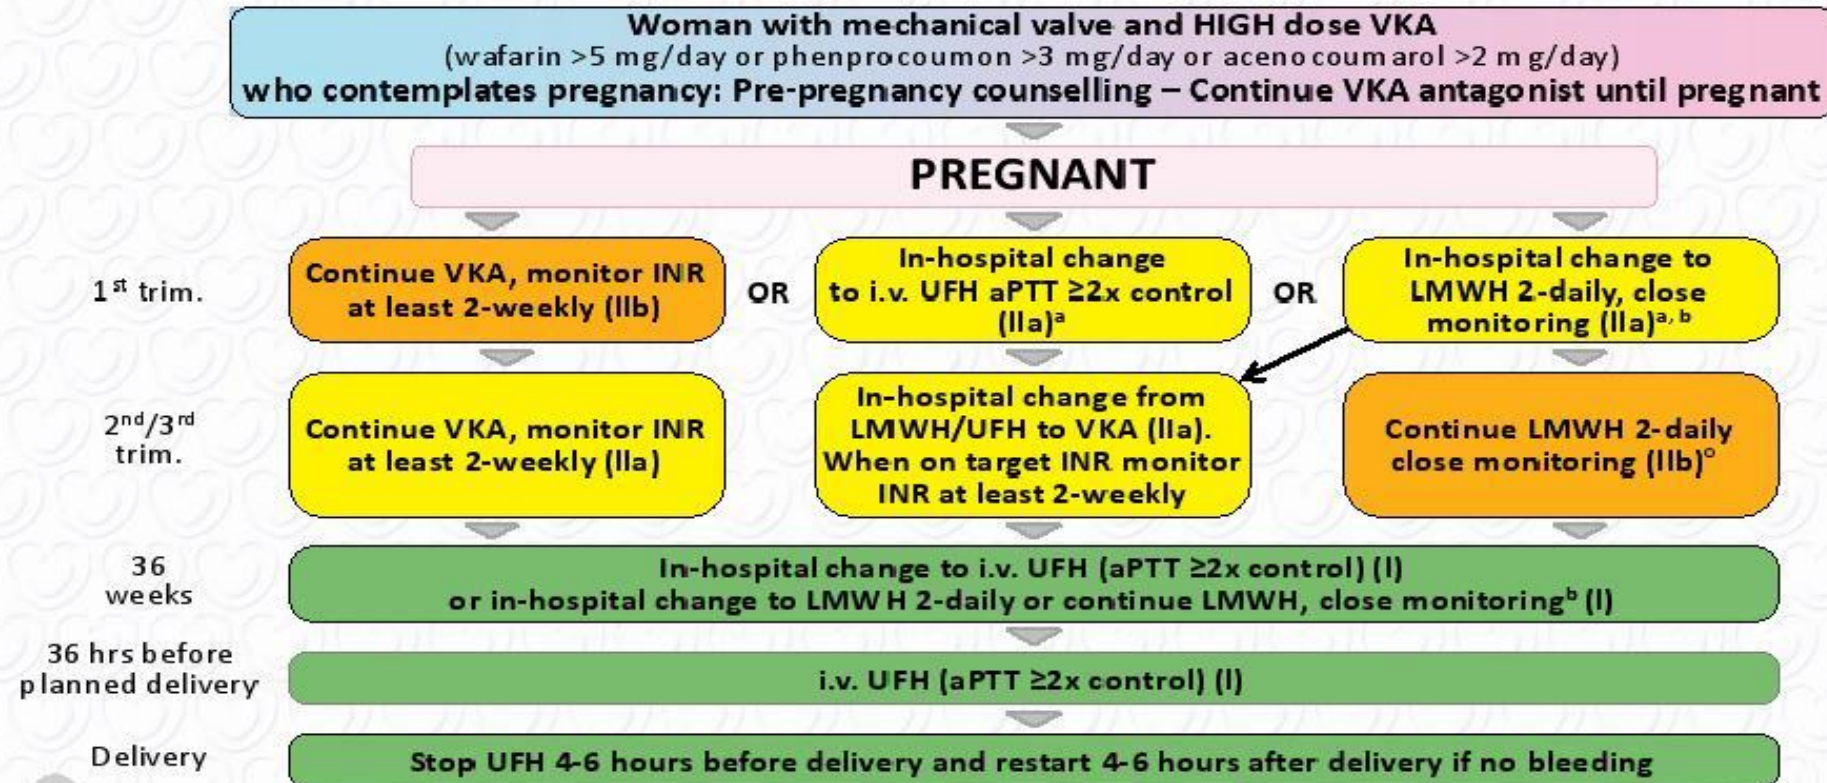 Woman with mechanical valve and HIGH dose VKA
(wafarin >5 mg/day or phenprocoumon >3 mg/day or acenocoumarol >2 mg/day)
who contemplates pregnancy: Pre-pregnancy counselling – Continue VKA antagonist until pregnant
PREGNANT
1st trim.
Continue VKA, monitor INR
at least 2-weekly (IIb)
OR
In-hospital change
to i.v. UFH aPTT ≥2x control
(IIa)a
OR
In-hospital change to
LMWH 2-daily, close
monitoring (IIa)a, b
2nd/3rd
trim.
Continue VKA, monitor INR
at least 2-weekly (IIa)
In-hospital change from
LMWH/UFH to VKA (IIa).
When on target INR monitor
INR at least 2-weekly
Continue LMWH 2-daily
close monitoring (IIb)c
36
weeks
In-hospital change to i.v. UFH (aPTT ≥2x control) (I)
or in-hospital change to LMWH 2-daily or continue LMWH, close monitoringb (I)
36 hrs before
planned delivery
i.v. UFH (aPTT ≥2x control) (I)
Delivery
Stop UFH 4-6 hours before delivery and restart 4-6 hours after delivery if no bleeding